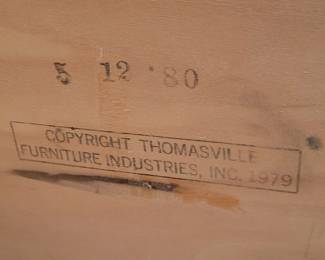 5 12 '80
COPYRIGHT THOMASVILLE
FURNITURE INDUSTRIES, INC. 1979